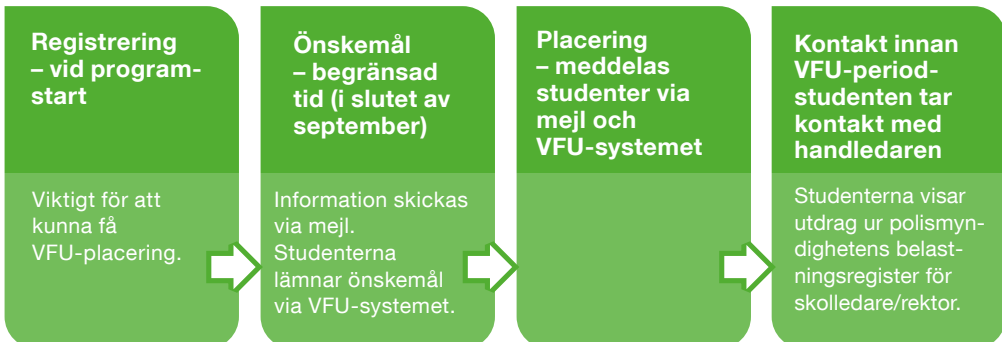 Registrering
– vid program-
start
Viktigt för att
kunna få
VFU-placering.
Önskemål
– begränsad
tid (i slutet av
september)
Information skickas
via mejl.
Studenterna
lämnar önskemål
via VFU-systemet.
Placering
– meddelas
studenter via
mejl och
VFU-systemet
Kontakt innan
VFU-period-
studenten tar
kontakt med
handledaren
Studenterna visar
utdrag ur polismyn-
dighetens belast-
ningsregister för
skolledare/rektor.